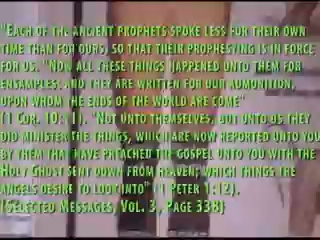 "Each of the ancient prophets spoke less for their own
time than for ours, so that their prophesying is in force
for us. "Now all these things happened unto them for
ensamples: and they are written for our admonition,
upon whom the ends of the world are come"
(1 Cor. 10:11). "Not unto themselves, but unto us they
did minister the things, which are now reported unto you
by them that have preached the gospel unto you with the
Holy Ghost sent down from heaven; which things the
angels desire to look into" (1 Peter 1:12).
(Selected Messages, Vol. 3, Page 338)